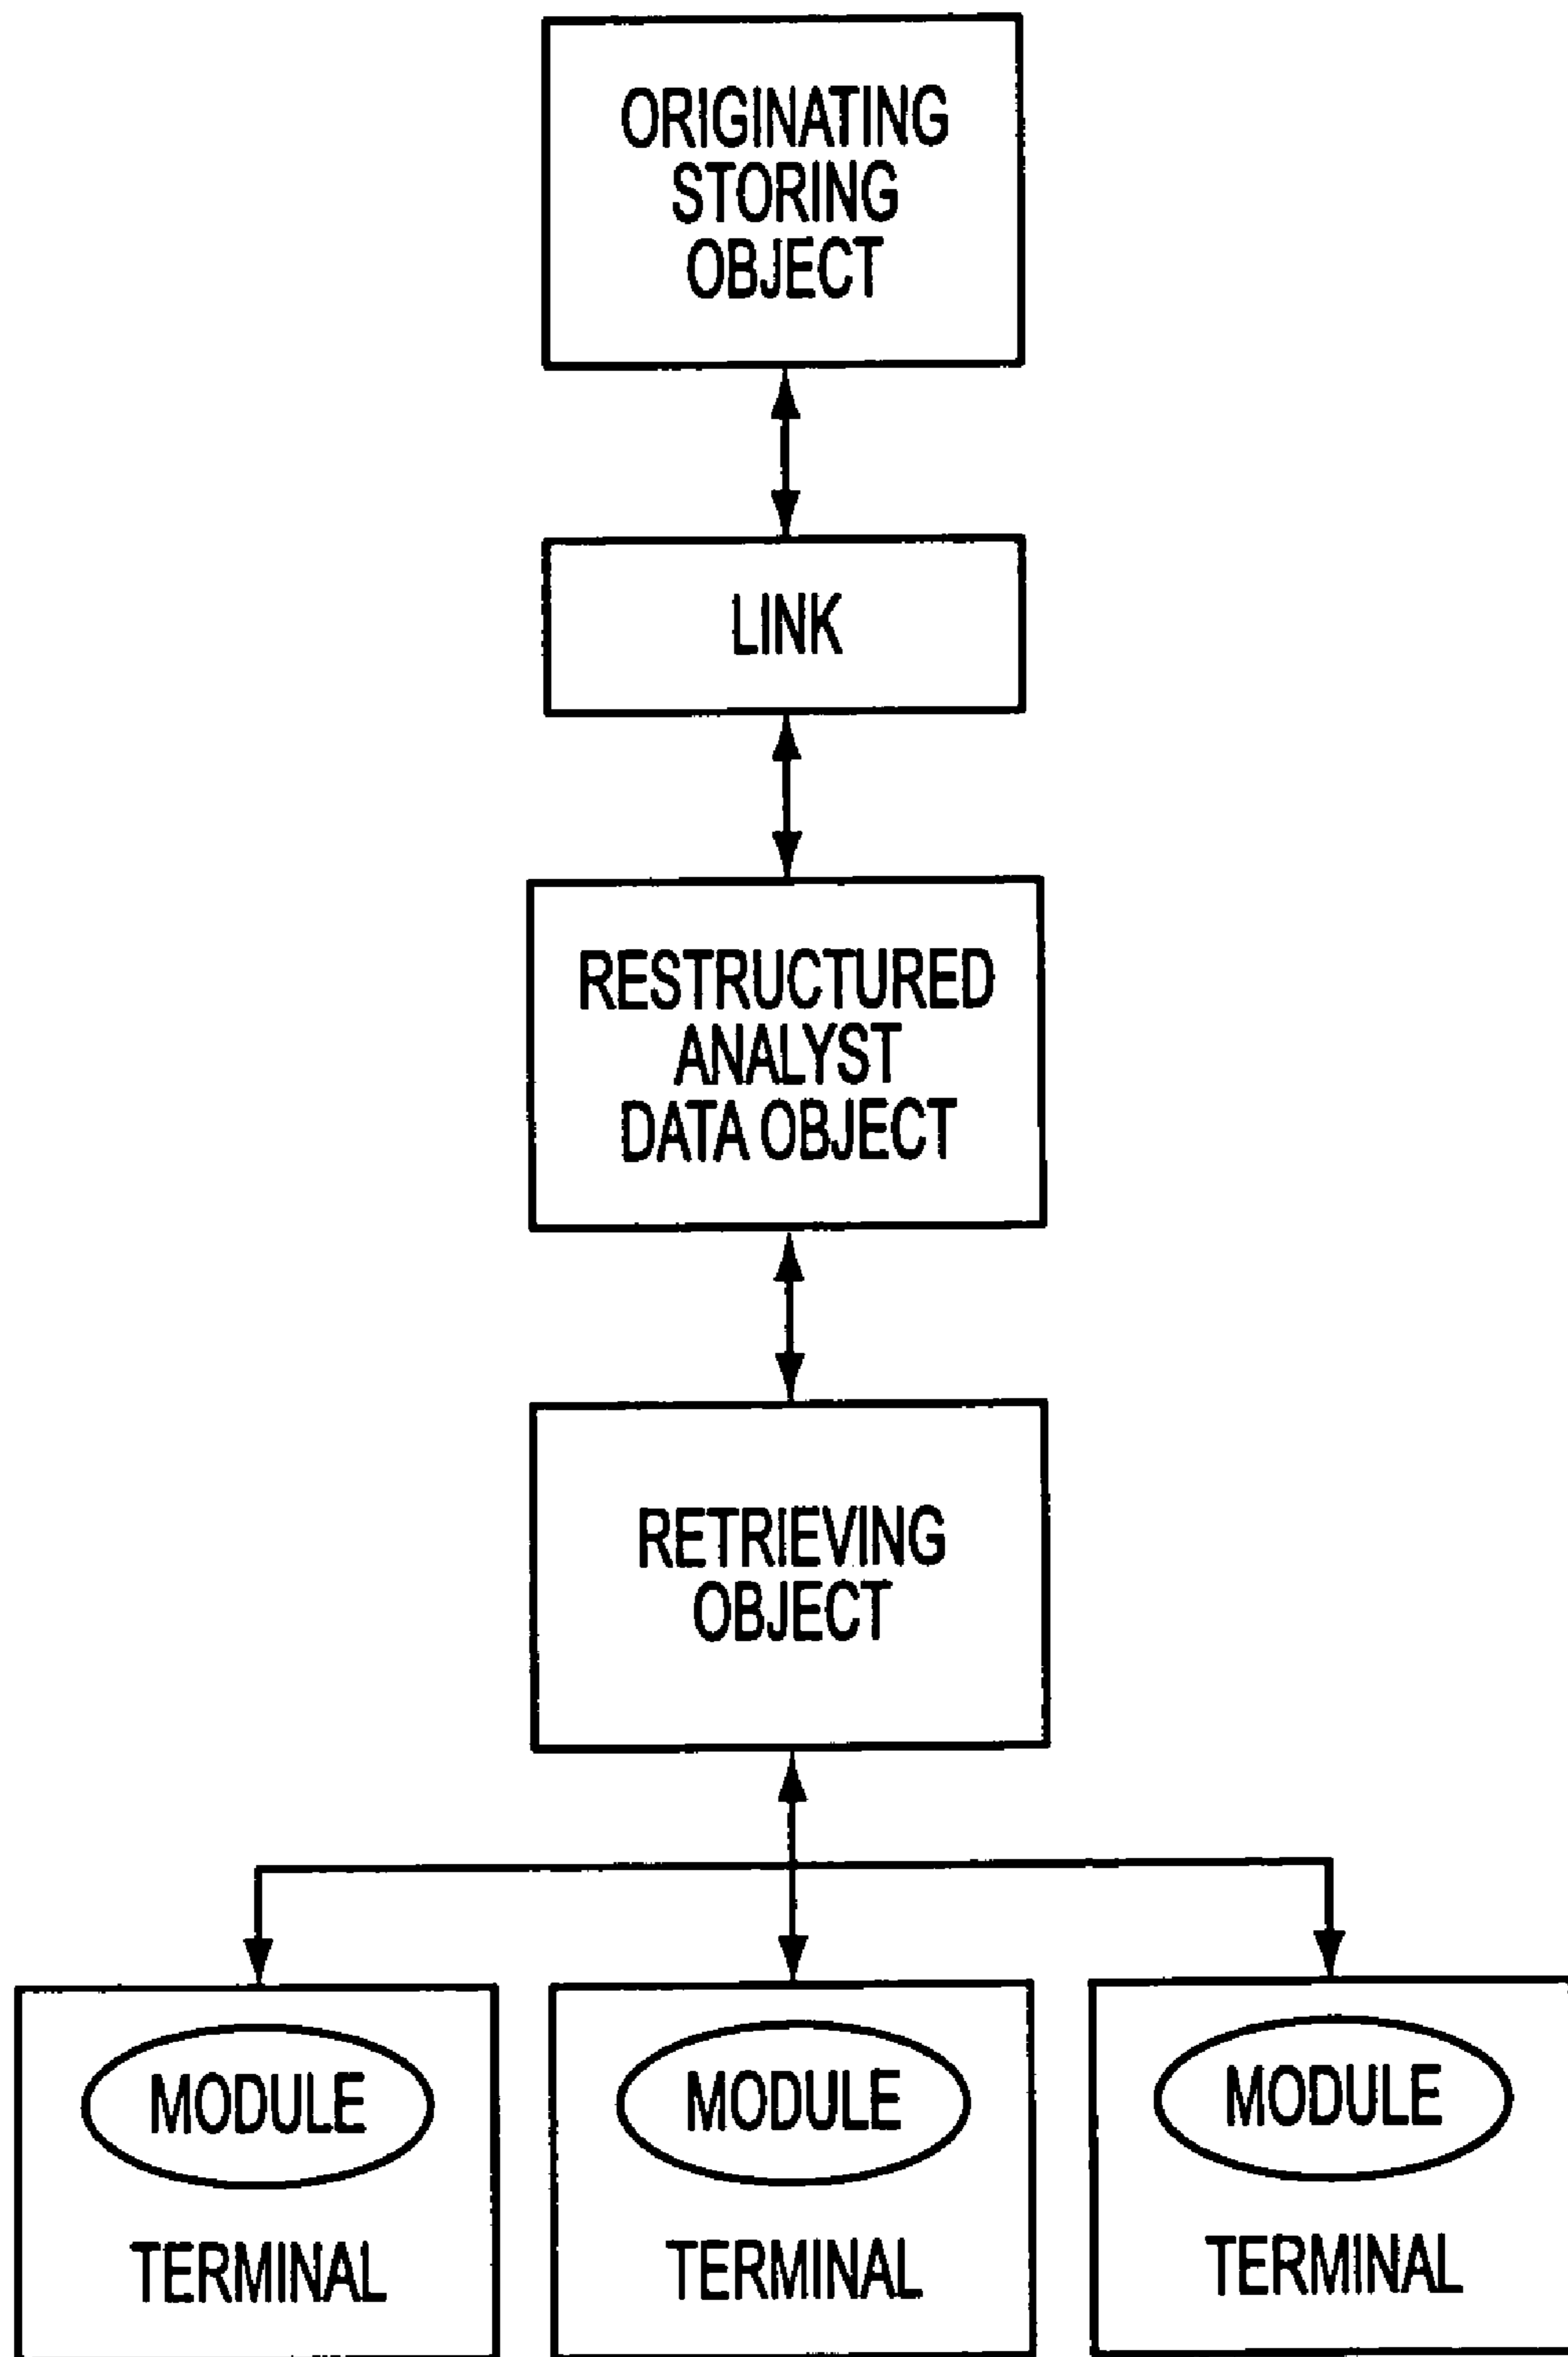 ORIGINATING
STORING
OBJECT
LINK
RESTRUCTURED
ANALYST
DATA OBJECT
RETRIEVING
OBJECT
MODULE
TERMINAL
MODULE
TERMINAL
MODULE
TERMINAL